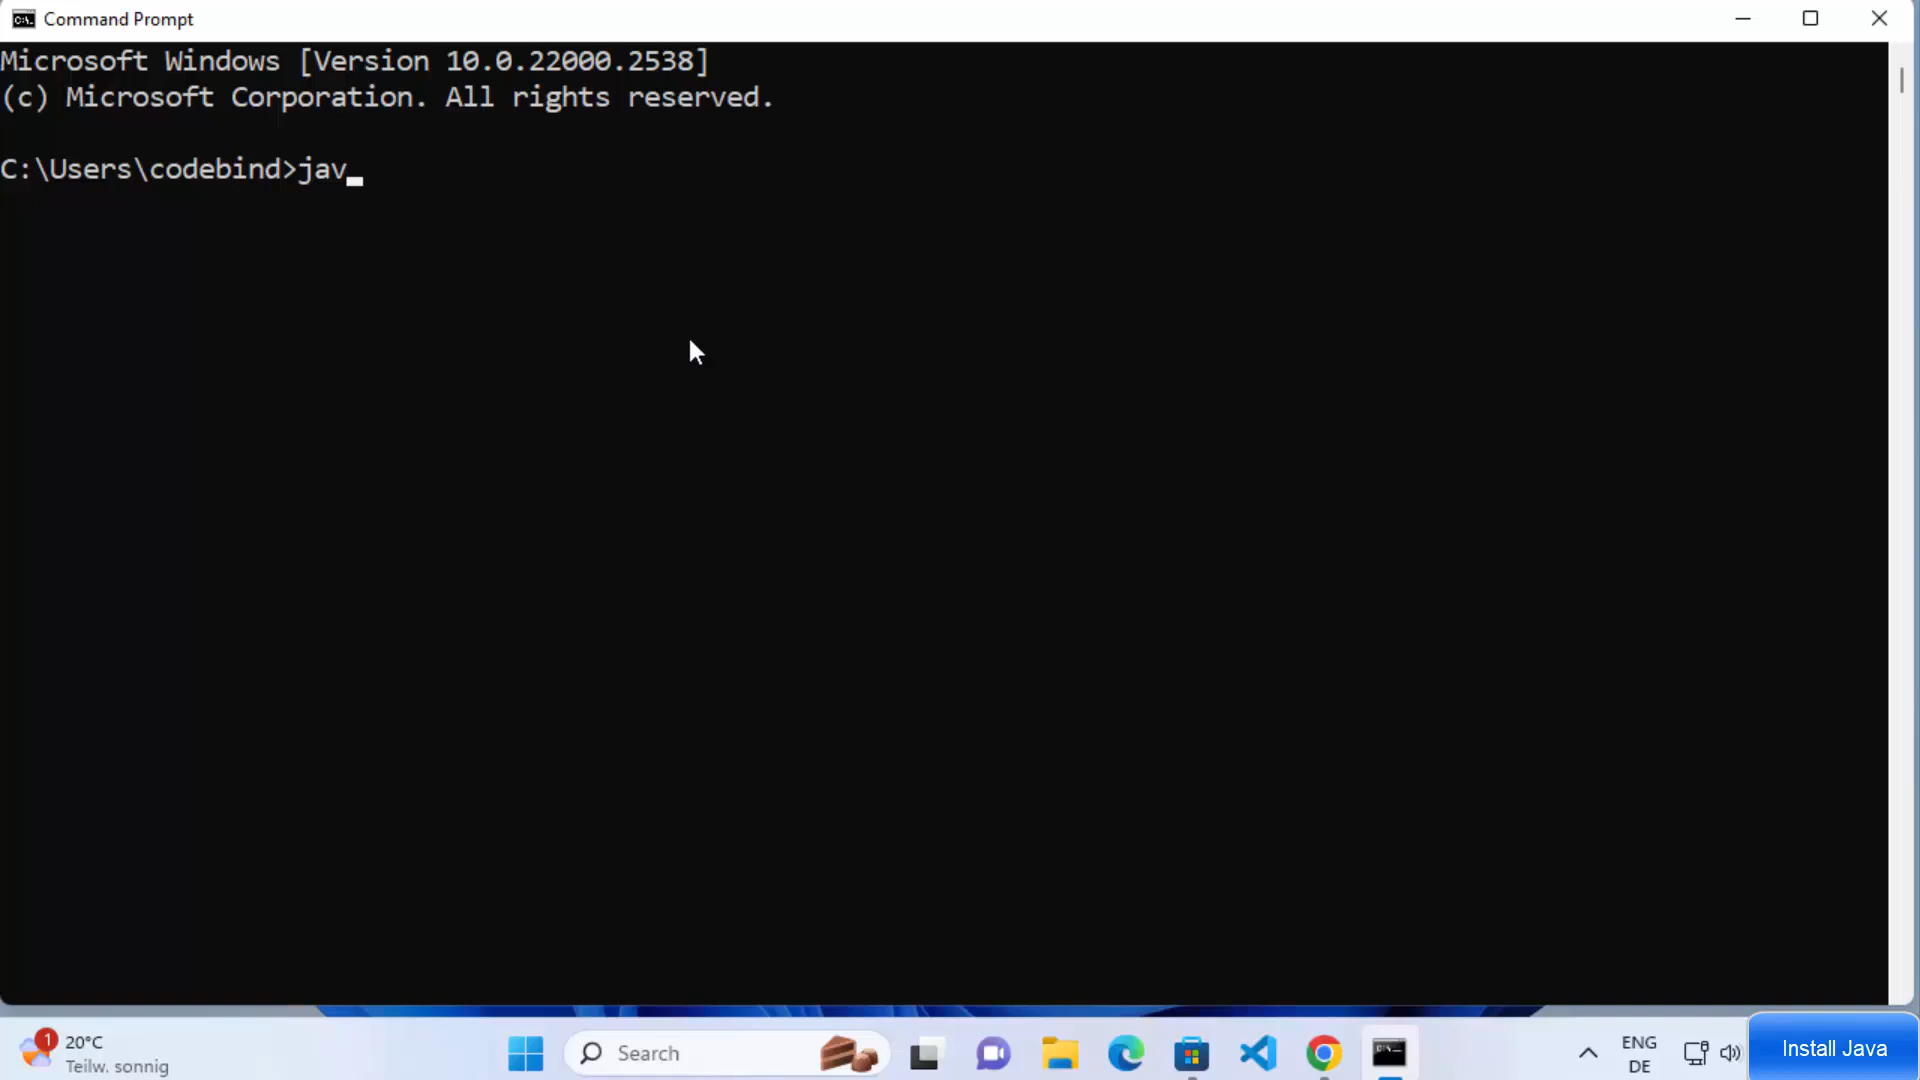 Command Prompt
Microsoft Windows [Version 10.0.22000.2538]
(c) Microsoft Corporation. All rights reserved.
C:\Users\codebind>jav
1
20°C
Teilw. sonnig
Search
ENG
DE
Install Java